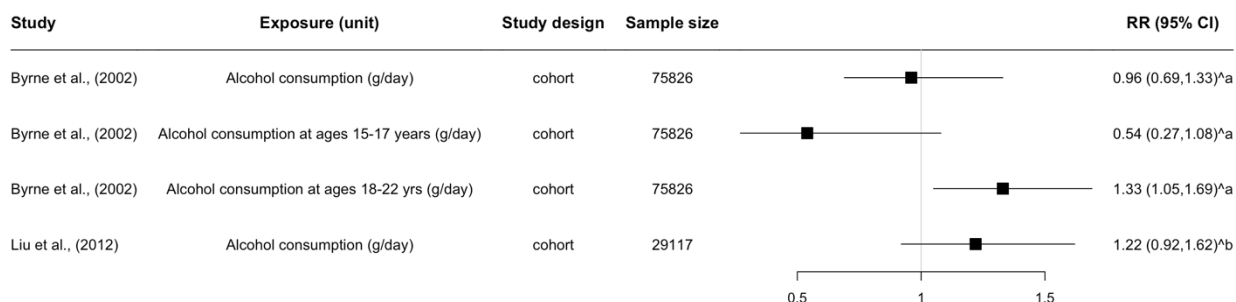 Study Exposure (unit) Study design Sample size RR (95% CI)
Byrne et al., (2002) Alcohol consumption (g/day) cohort 75826 0.96 (0.69,1.33)^a
Byrne et al., (2002) Alcohol consumption at ages 15-17 years (g/day) cohort 75826 0.54 (0.27,1.08)^a
Byrne et al., (2002) Alcohol consumption at ages 18-22 yrs (g/day) cohort 75826 1.33 (1.05,1.69)^a
Liu et al., (2012) Alcohol consumption (g/day) cohort 29117 1.22 (0.92,1.62)^b
0.5 1 1.5